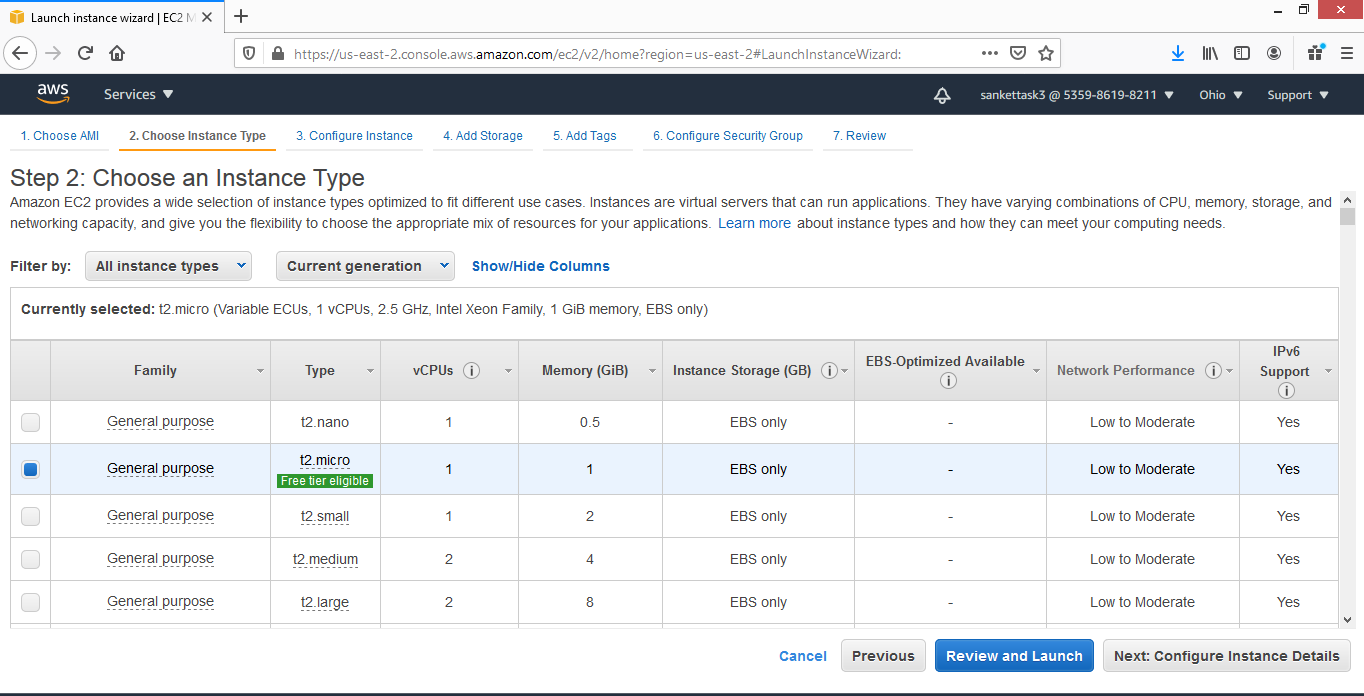 Launch instance wizard | EC2 M
https://us-east-2.console.aws.amazon.com/ec2/v2/home?region=us-east-2#LaunchInstanceWizard:
aws Services sankettask3 @ 5359-8619-8211 Ohio Support
1. Choose AMI 2. Choose Instance Type 3. Configure Instance 4. Add Storage 5. Add Tags 6. Configure Security Group 7. Review
Step 2: Choose an Instance Type
Amazon EC2 provides a wide selection of instance types optimized to fit different use cases. Instances are virtual servers that can run applications. They have varying combinations of CPU, memory, storage, and
networking capacity, and give you the flexibility to choose the appropriate mix of resources for your applications. Learn more about instance types and how they can meet your computing needs.
Filter by: All instance types Current generation Show/Hide Columns
Currently selected: t2.micro (Variable ECUs, 1 vCPUs, 2.5 GHz, Intel Xeon Family, 1 GiB memory, EBS only)
Family Type vCPUs i Memory (GiB) Instance Storage (GB) i EBS-Optimized Available i Network Performance i IPv6 Support i
General purpose t2.nano 1 0.5 EBS only - Low to Moderate Yes
General purpose t2.micro Free tier eligible 1 1 EBS only - Low to Moderate Yes
General purpose t2.small 1 2 EBS only - Low to Moderate Yes
General purpose t2.medium 2 4 EBS only - Low to Moderate Yes
General purpose t2.large 2 8 EBS only - Low to Moderate Yes
Cancel Previous Review and Launch Next: Configure Instance Details